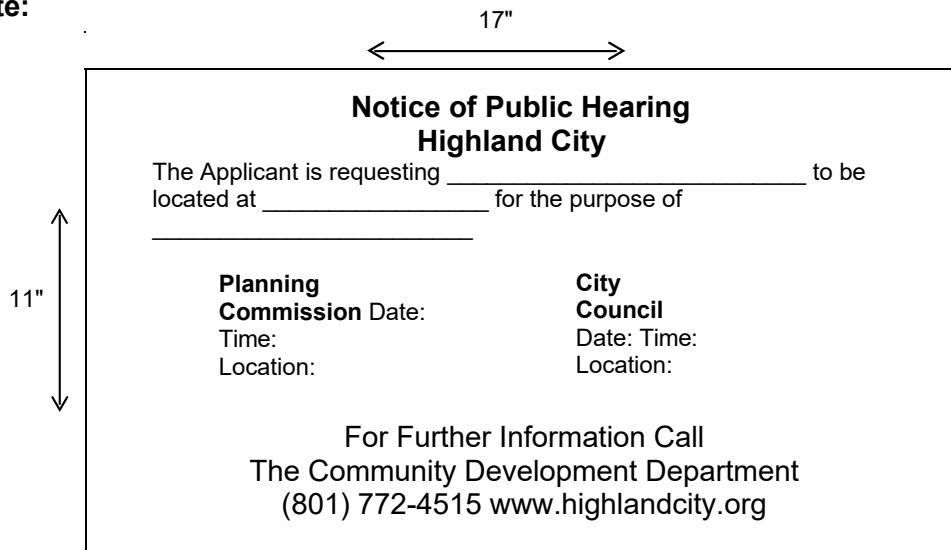 te:
17"
Notice of Public Hearing
Highland City
The Applicant is requesting ___________________________ to be
located at _________________ for the purpose of
________________________
11"
Planning
Commission Date:
Time:
Location:
City
Council
Date: Time:
Location:
For Further Information Call
The Community Development Department
(801) 772-4515 www.highlandcity.org